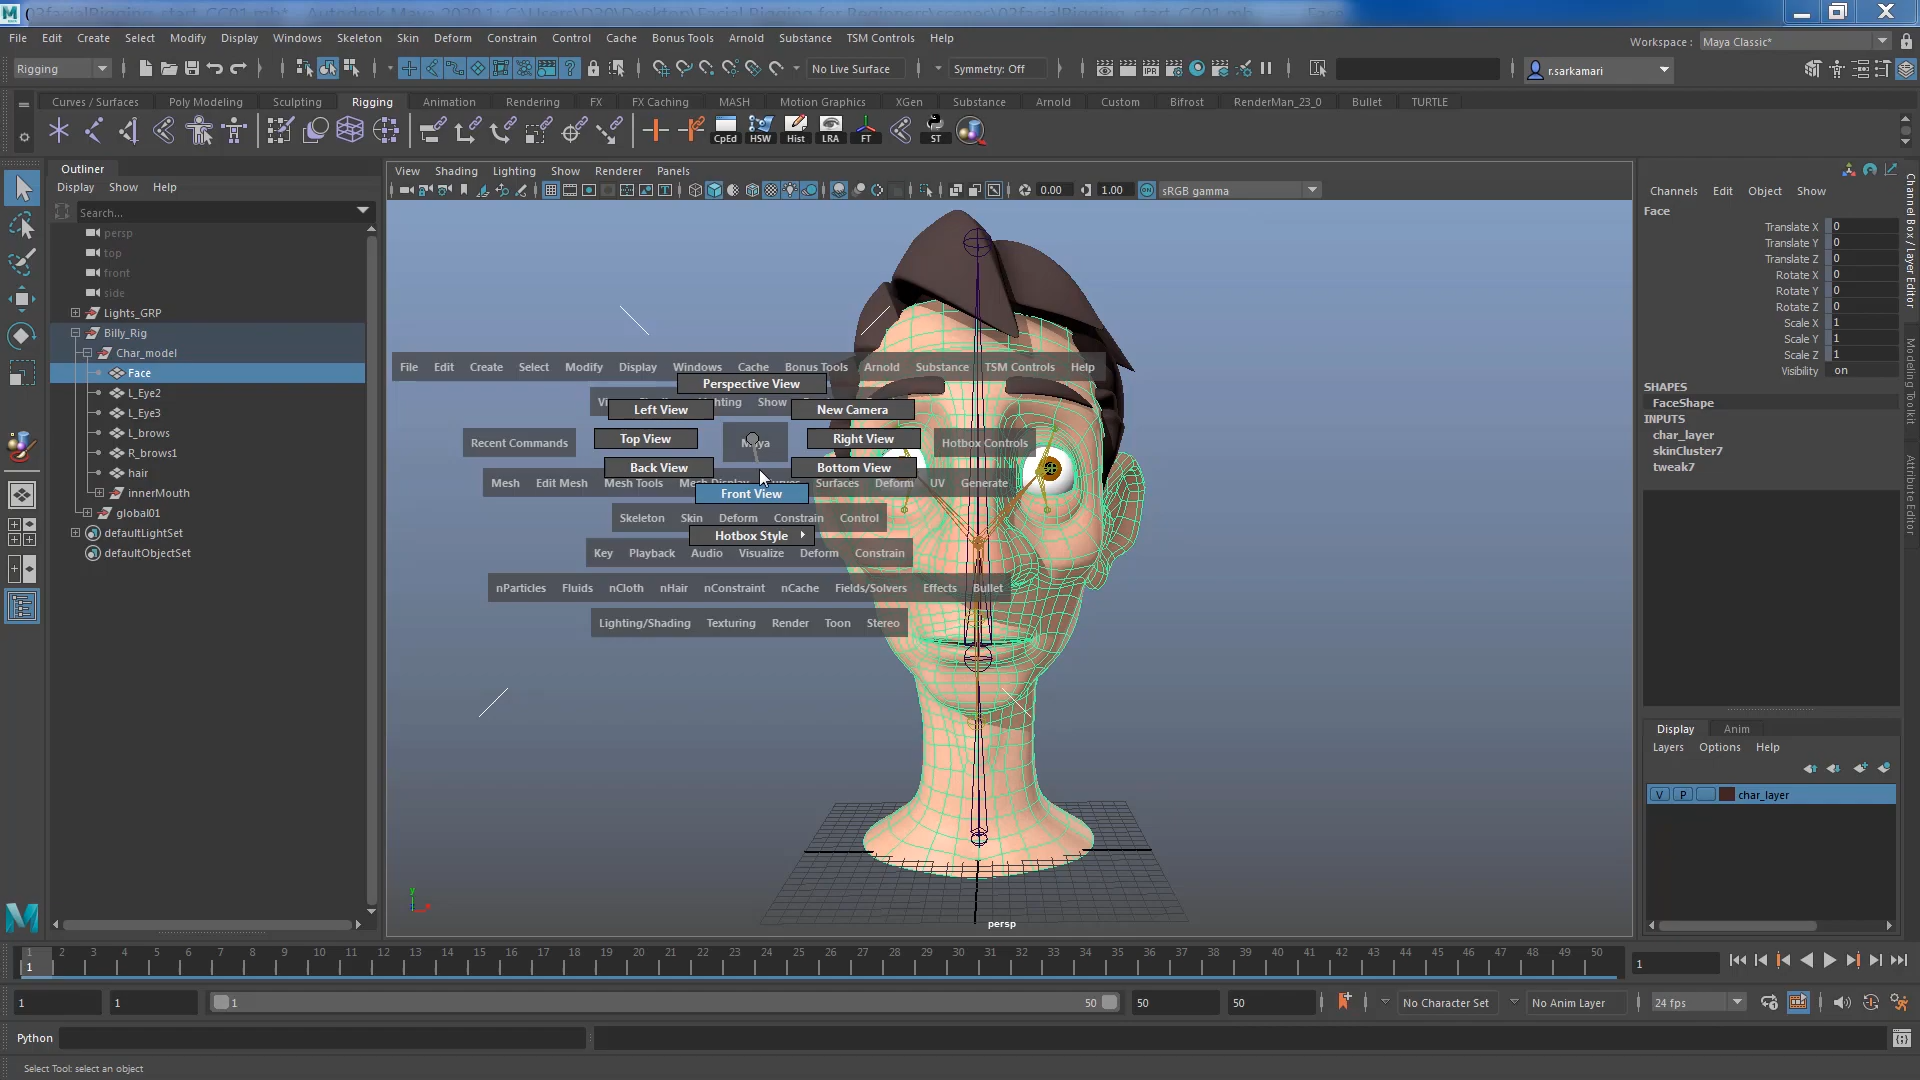 File Edit Create Select Modify Display Windows Skeleton Skin Deform Constrain Control Cache Bonus Tools Arnold Substance TSM Controls Help
Workspace : Maya Classic*
Rigging
No Live Surface
Symmetry: Off
r.sarkamari
Curves / Surfaces Poly Modeling Sculpting Rigging Animation Rendering FX FX Caching MASH Motion Graphics XGen Substance Arnold Custom Bifrost RenderMan_23_0 Bullet TURTLE
CpEd HSW Hist LRA FT ST
Outliner
Display Show Help
Search...
persp
top
front
side
Lights_GRP
Billy_Rig
Char_model
Face
L_Eye2
L_Eye3
L_brows
R_brows1
hair
innerMouth
global01
defaultLightSet
defaultObjectSet
View Shading Lighting Show Renderer Panels
0.00 1.00 sRGB gamma
File Edit Create Select Modify Display Windows Cache Bonus Tools Arnold Substance TSM Controls Help
Perspective View
Show
Left View New Camera
Top View Right View
Recent Commands Hotbox Controls
Back View Bottom View
Mesh Edit Mesh Mesh Tools Mesh Display Curves Surfaces Deform UV Generate
Front View
Skeleton Skin Deform Constrain Control
Hotbox Style
Key Playback Audio Visualize Deform Constrain
nParticles Fluids nCloth nHair nConstraint nCache Fields/Solvers Effects Bullet
Lighting/Shading Texturing Render Toon Stereo
y
persp
Channels Edit Object Show
Face
Translate X 0
Translate Y 0
Translate Z 0
Rotate X 0
Rotate Y 0
Rotate Z 0
Scale X 1
Scale Y 1
Scale Z 1
Visibility on
SHAPES
FaceShape
INPUTS
char_layer
skinCluster7
tweak7
Channel Box / Layer Editor
Modeling Toolkit
Attribute Editor
Display Anim
Layers Options Help
V P char_layer
1 2 3 4 5 6 7 8 9 10 11 12 13 14 15 16 17 18 19 20 21 22 23 24 25 26 27 28 29 30 31 32 33 34 35 36 37 38 39 40 41 42 43 44 45 46 47 48 49 50
1
1
1 1 1 50 50 50 No Character Set No Anim Layer 24 fps
Python
Select Tool: select an object